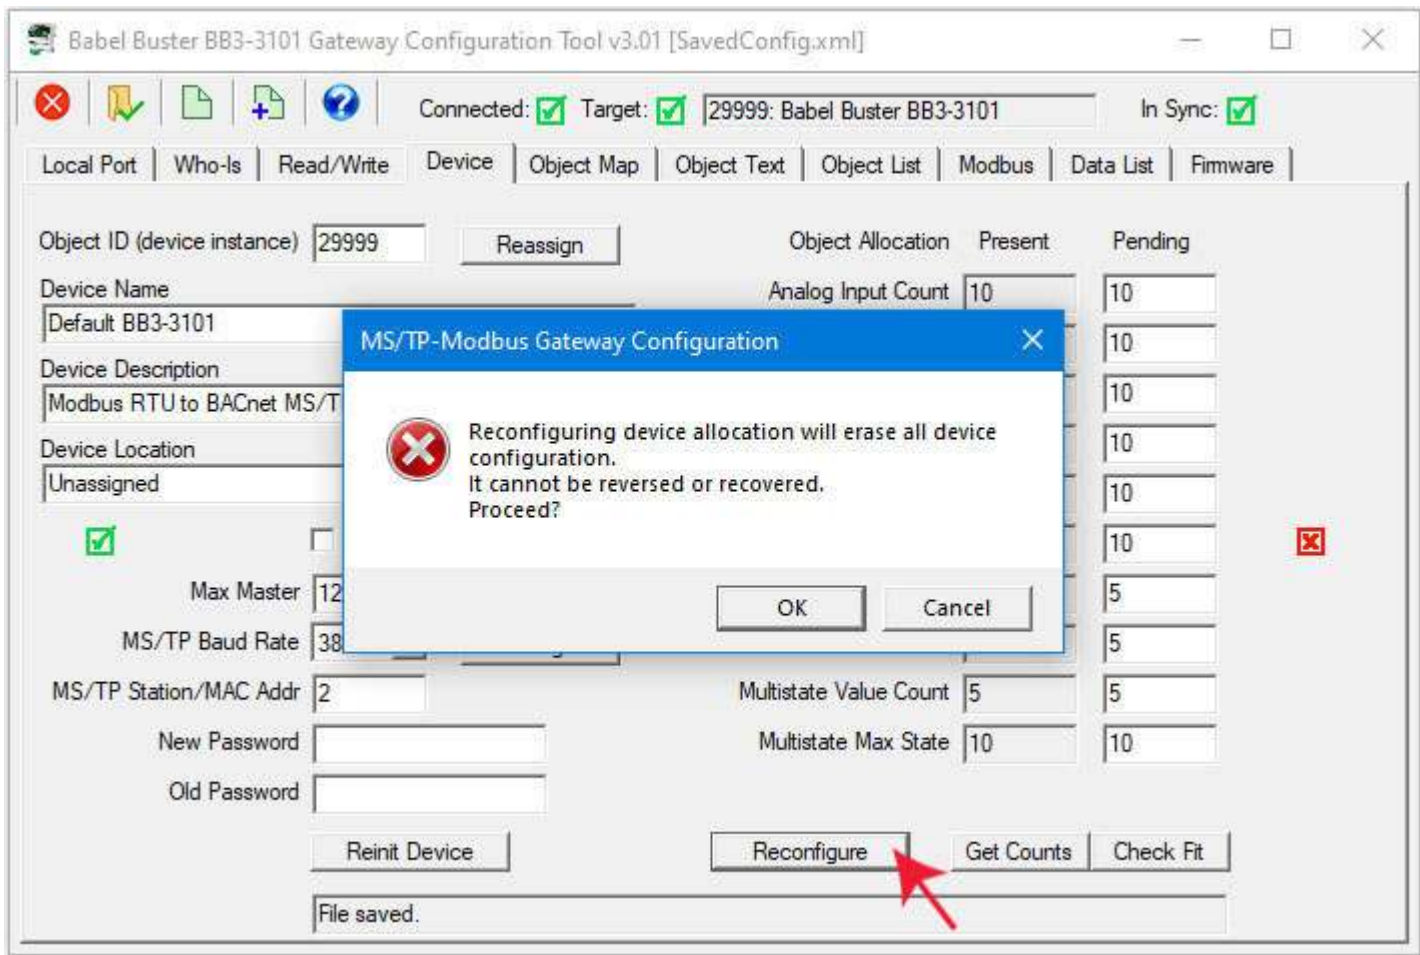 Babel Buster BB3-3101 Gateway Configuration Tool v3.01 [SavedConfig.xml]
Connected: Target: 29999: Babel Buster BB3-3101 In Sync:
Local Port Who-Is Read/Write Device Object Map Object Text Object List Modbus Data List Firmware
Object ID (device instance) 29999 Reassign Object Allocation Present Pending
Device Name Analog Input Count 10 10
Default BB3-3101
10
Device Description
Modbus RTU to BACnet MS/T 10
Device Location 10
Unassigned 10
10
MS/TP-Modbus Gateway Configuration
Reconfiguring device allocation will erase all device
configuration.
It cannot be reversed or recovered.
Proceed?
OK Cancel
Max Master 12 5
MS/TP Baud Rate 38 5
MS/TP Station/MAC Addr 2 Multistate Value Count 5 5
New Password Multistate Max State 10 10
Old Password
Reinit Device Reconfigure Get Counts Check Fit
File saved.